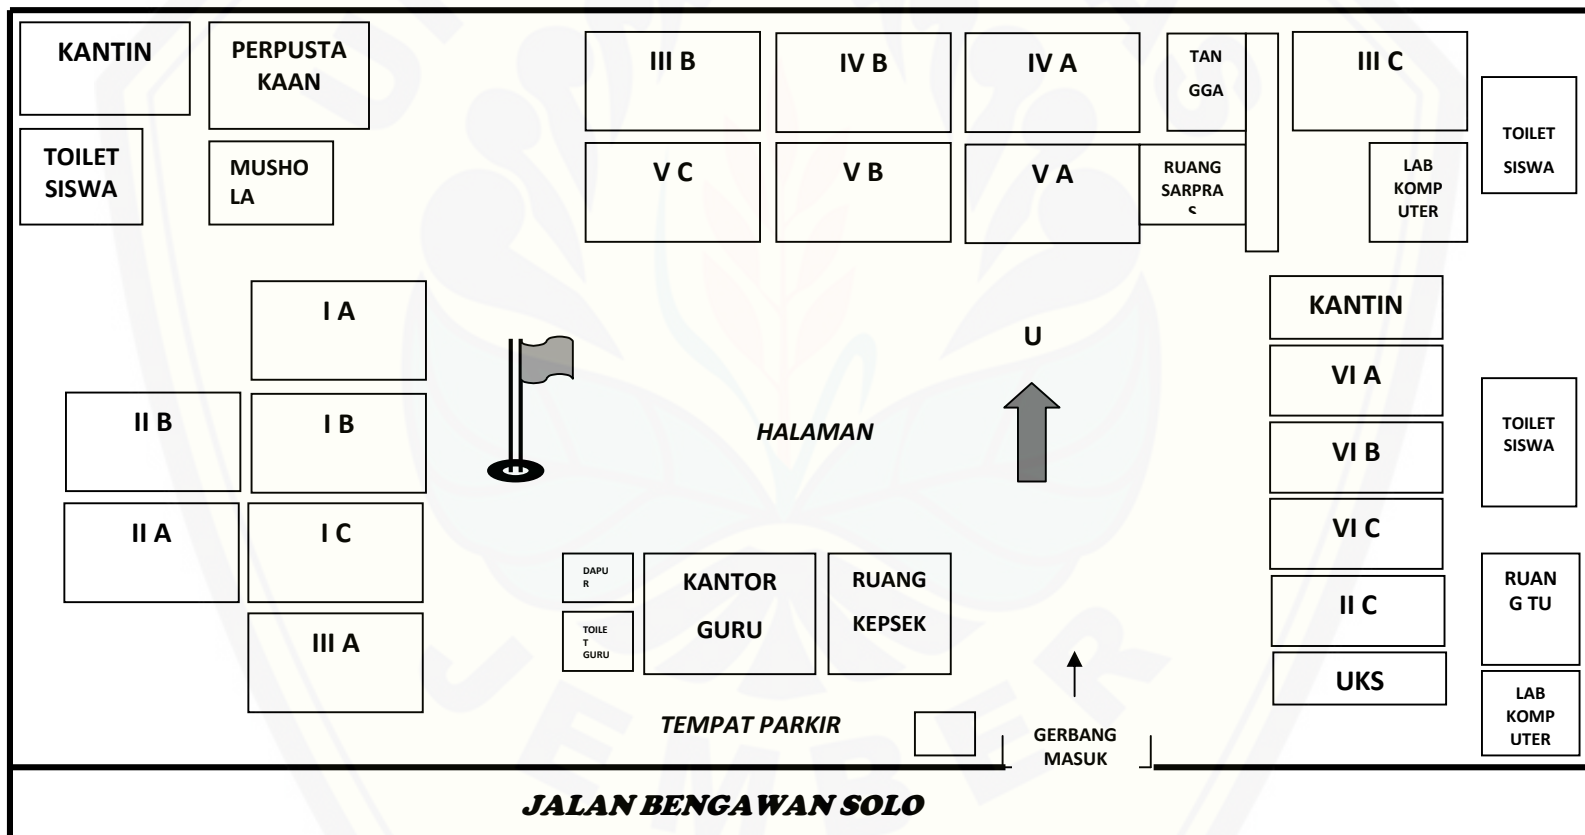 KANTIN
PERPUSTA
KAAN
III B
IV B
IV A
TAN
GGA
III C
TOILET
SISWA
TOILET
SISWA
MUSHO
LA
V C
V B
V A
RUANG
SARPRA
S
LAB
KOMP
UTER
I A
U
KANTIN
VI A
II B
I B
HALAMAN
VI B
TOILET
SISWA
II A
I C
VI C
DAPU
R
KANTOR
GURU
RUANG
KEPSEK
II C
RUAN
G TU
TOILE
T
GURU
III A
UKS
TEMPAT PARKIR
GERBANG
MASUK
LAB
KOMP
UTER
JALAN BENGAWAN SOLO
JEMBER